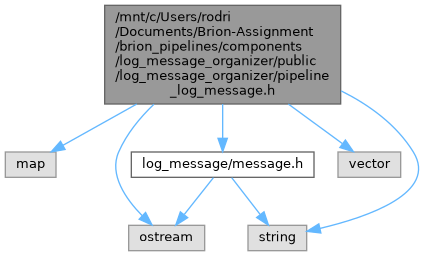 /mnt/c/Users/rodri
/Documents/Brion-Assignment
/brion_pipelines/components
/log_message_organizer/public
/log_message_organizer/pipeline
_log_message.h
map
log_message/message.h
vector
ostream
string